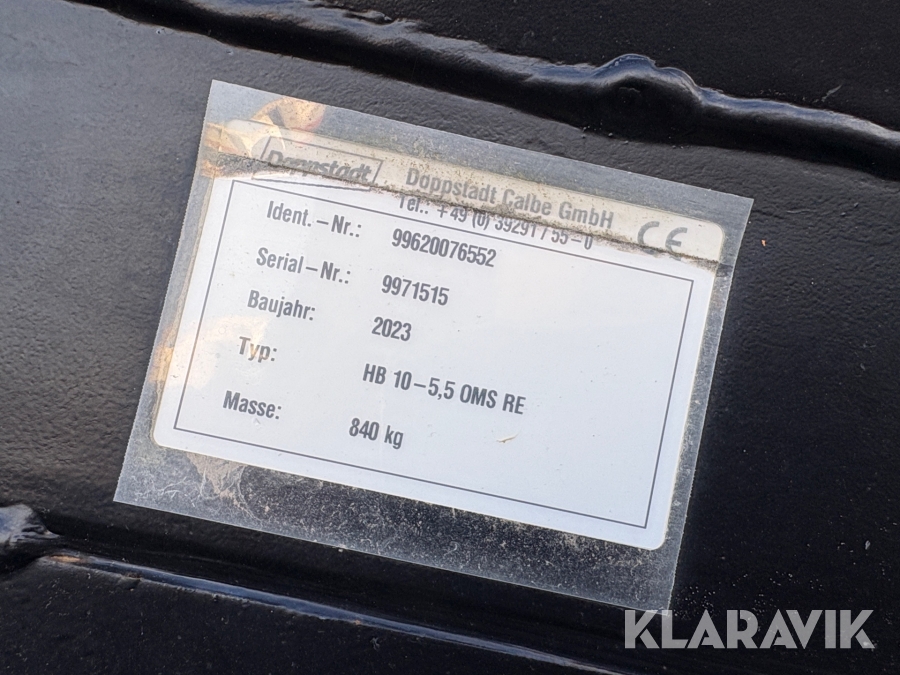 Doppstadt Doppstadt Calbe GmbH
Tel.: +49 (0) 39291 / 55-0 CE
Ident.-Nr.: 99620076552
Serial-Nr.: 9971515
Baujahr: 2023
Typ: HB 10-5,5 OMS RE
Masse: 840 kg
KLARAVIK